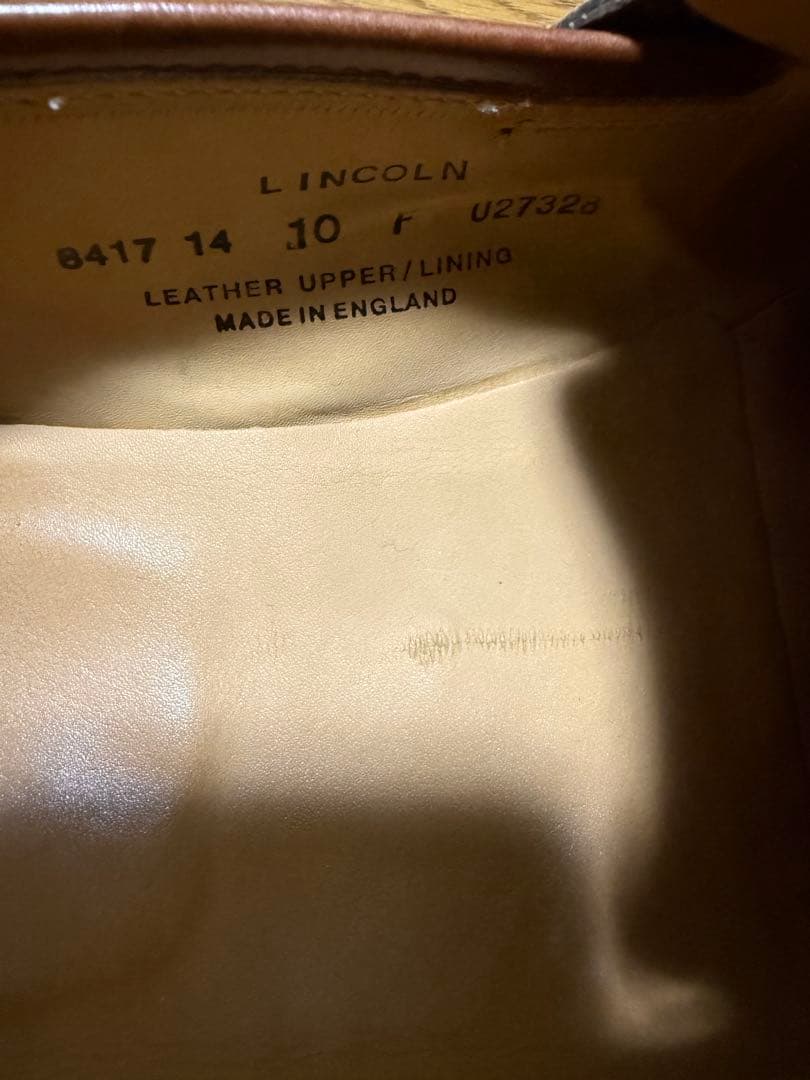 LINCOLN
8417 14 10 F U27328
LEATHER UPPER/LINING
MADE IN ENGLAND